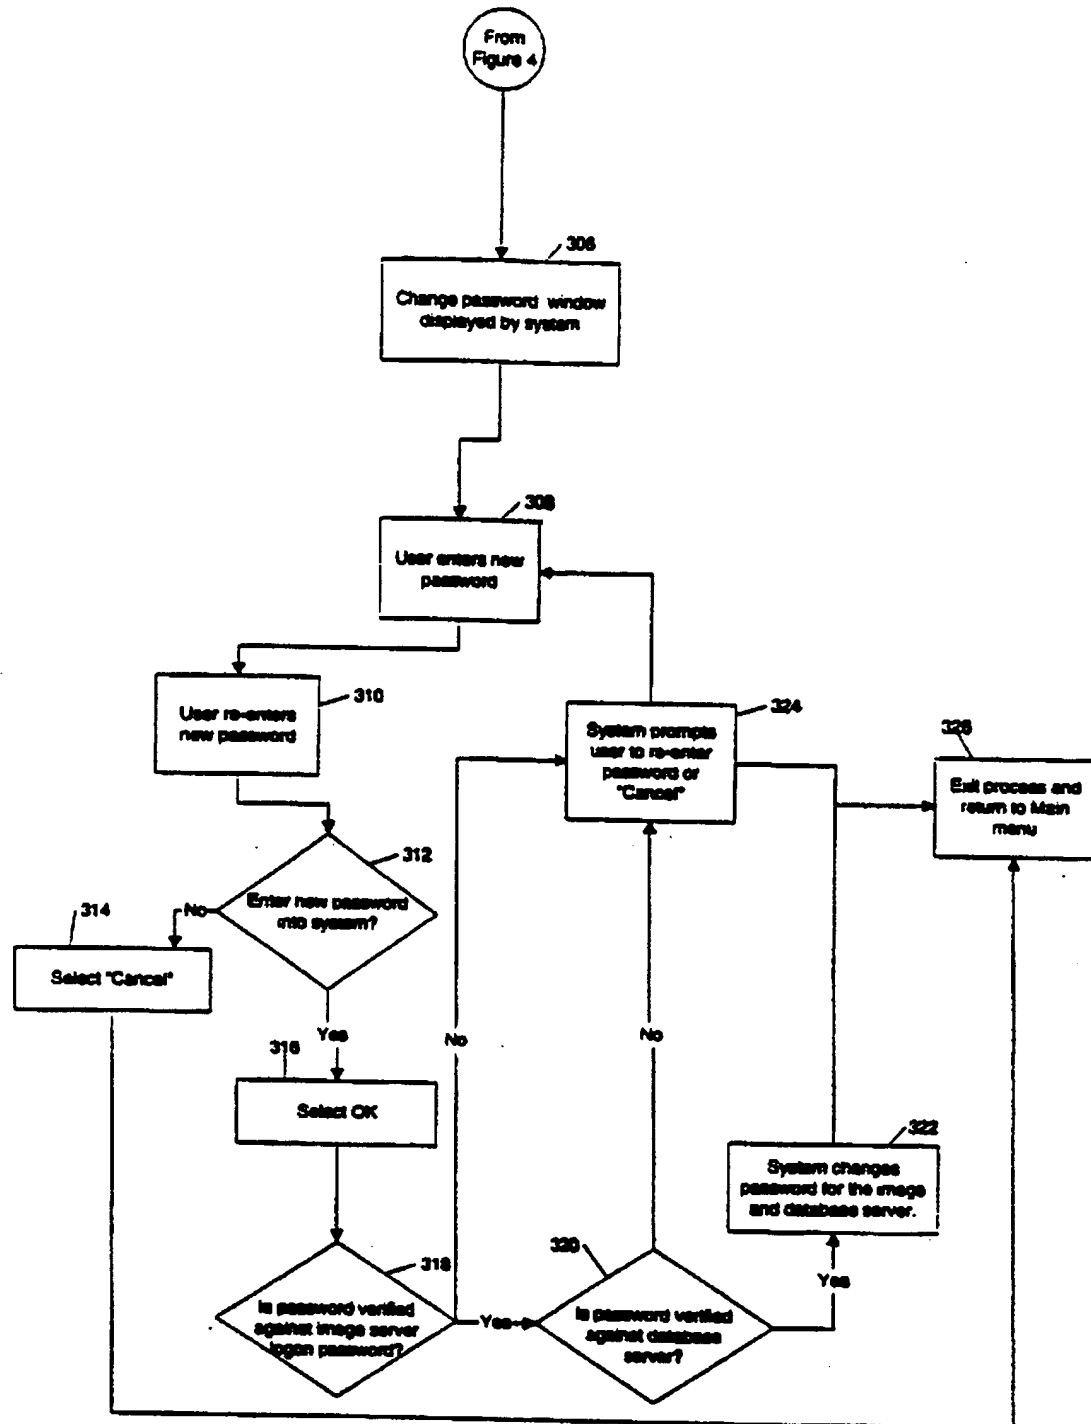 From
Figure 4
306
Change password window
displayed by system
308
User enters new
password
310
User re-enters
new password
324
System prompts
user to re-enter
password or
"Cancel"
326
Exit process and
return to Main
menu
312
Enter new password
into system?
No
314
Select "Cancel"
Yes
No
No
316
Select OK
322
System changes
password for the image
and database server.
318
Is password verified
against image server
logon password?
Yes
320
Is password verified
against database
server?
Yes